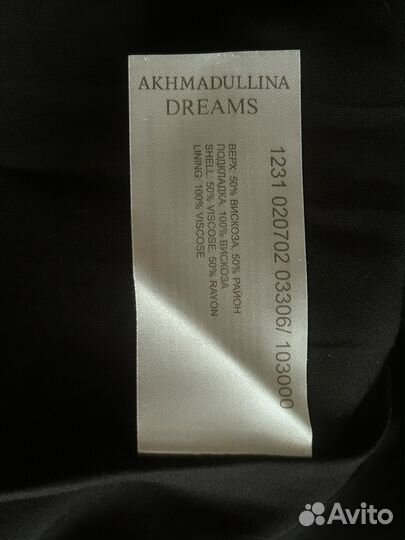 AKHMADULLINA
DREAMS
1231 020702 03306/ 103000
ВЕРХ: 50% ВИСКОЗА, 50% РАЙОН
ПОДКЛАДКА: 100% ВИСКОЗА
SHELL: 50% VISCOSE, 50% RAYON
LINING: 100% VISCOSE
Avito